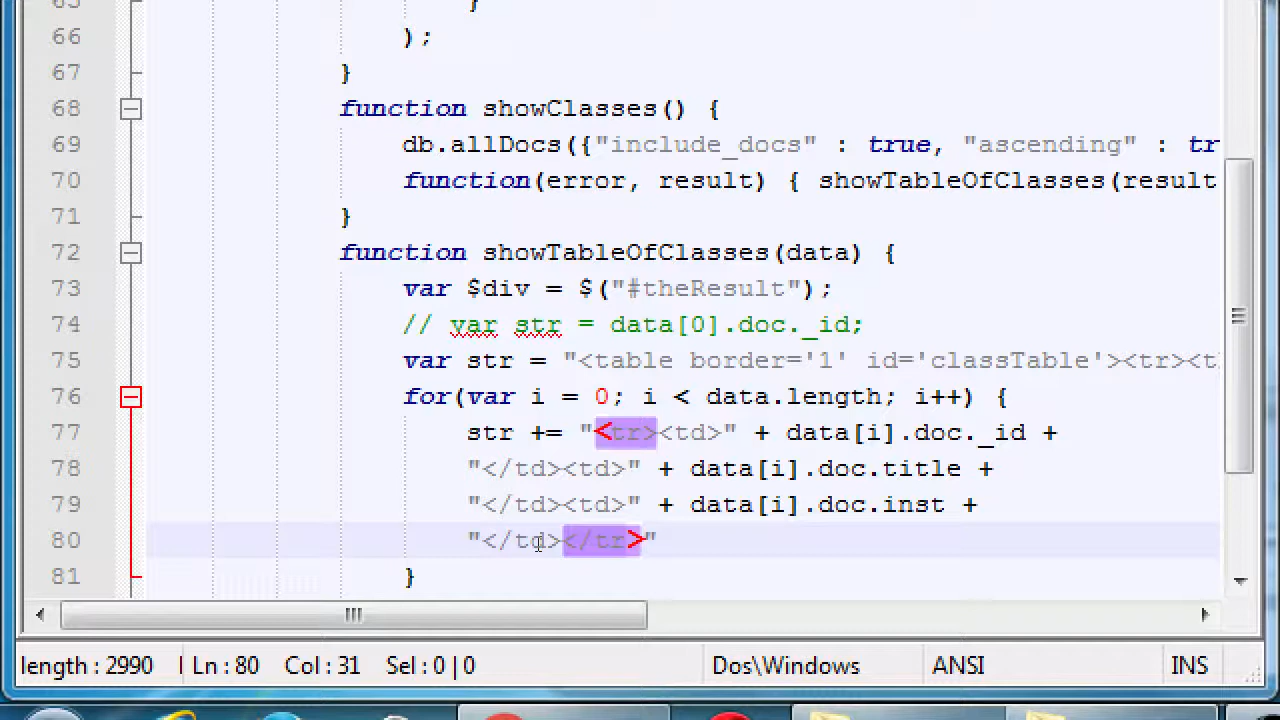 65 }
66 );
67 }
68 function showClasses() {
69 db.allDocs({"include_docs" : true, "ascending" : tr
70 function(error, result) { showTableOfClasses(result
71 }
72 function showTableOfClasses(data) {
73 var $div = $("#theResult");
74 // var str = data[0].doc._id;
75 var str = "<table border='1' id='classTable'><tr><t
76 for(var i = 0; i < data.length; i++) {
77 str += "<tr><td>" + data[i].doc._id +
78 "</td><td>" + data[i].doc.title +
79 "</td><td>" + data[i].doc.inst +
80 "</td></tr>"
81 }
length : 2990 Ln : 80 Col : 31 Sel : 0 | 0 Dos\Windows ANSI INS